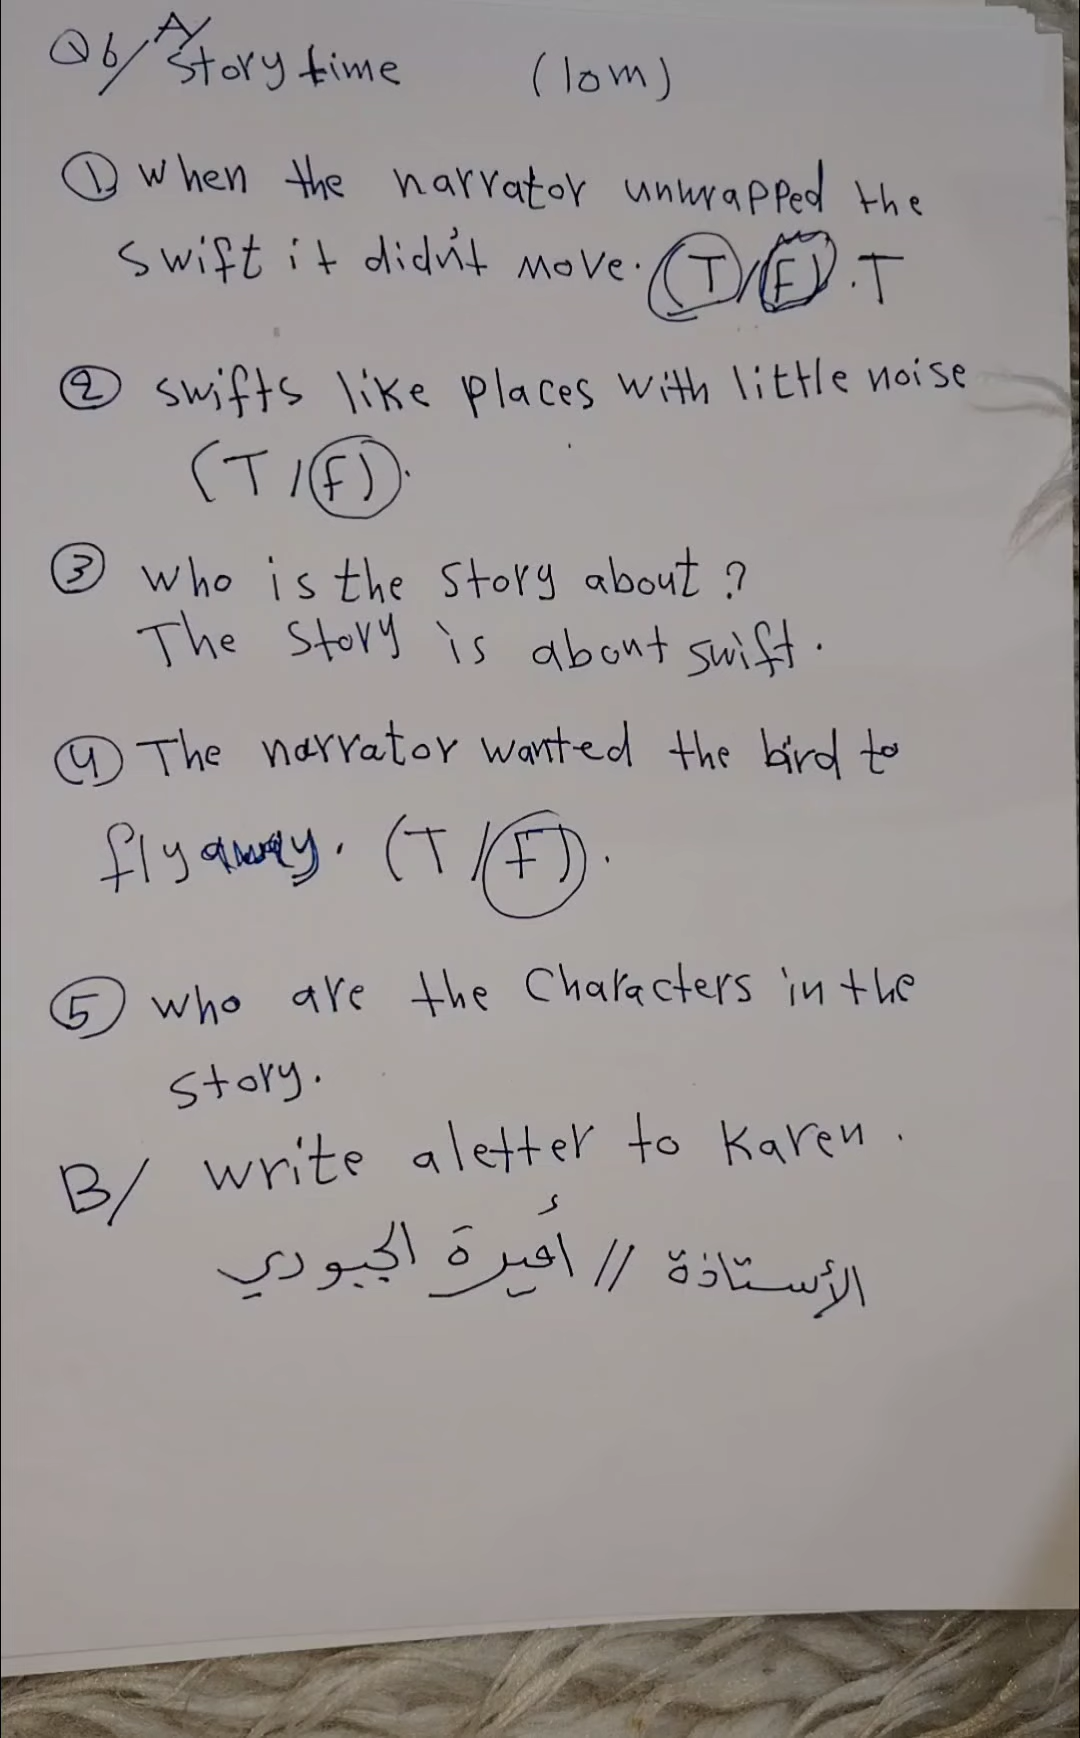 Q6/A/ Story time (10m)
① When the narrator unwrapped the
swift it didn't move. (T/F). T
② swifts like places with little noise
(T/F).
③ who is the story about?
The story is about swift.
④ The narrator wanted the bird to
fly away. (T/F).
⑤ who are the characters in the
story.
B/ write a letter to Karen.
الأستاذة // أميرة الجبوري